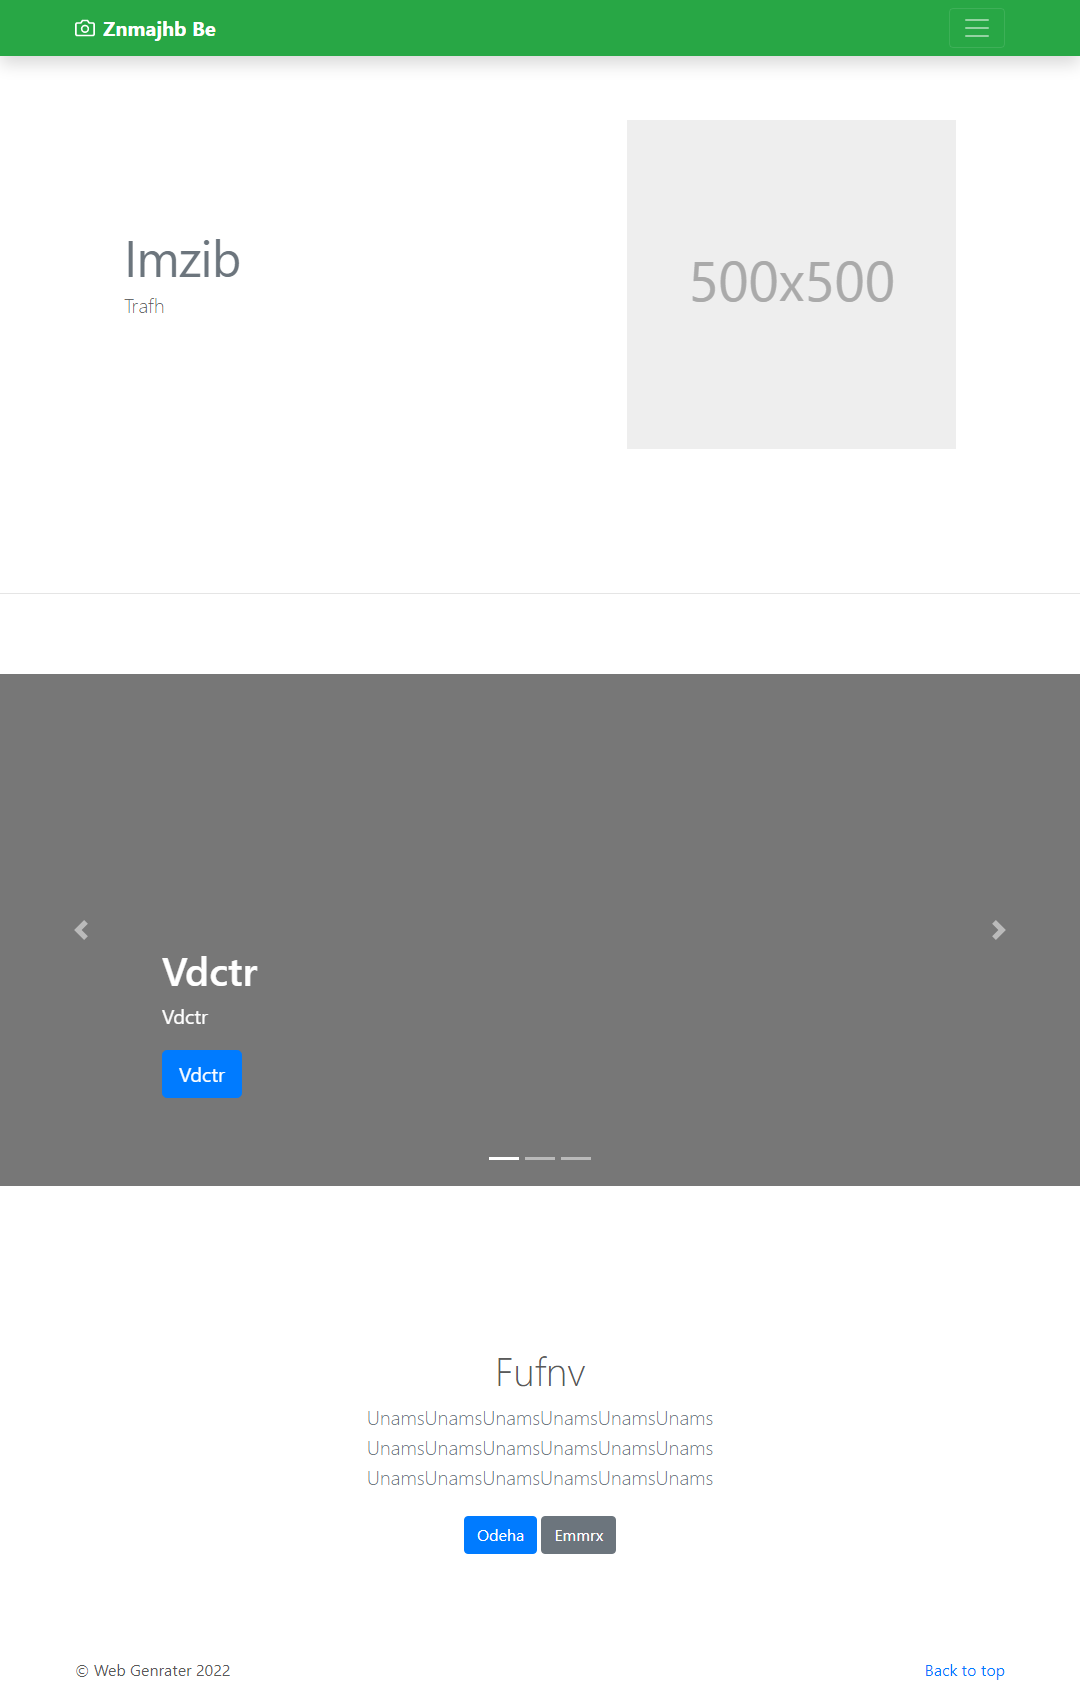 Znmajhb Be
Imzib
Trafh
500x500
Vdctr
Vdctr
Vdctr
Fufnv
UnamsUnamsUnamsUnamsUnamsUnams
UnamsUnamsUnamsUnamsUnamsUnams
UnamsUnamsUnamsUnamsUnamsUnams
Odeha Emmrx
© Web Genrater 2022 Back to top